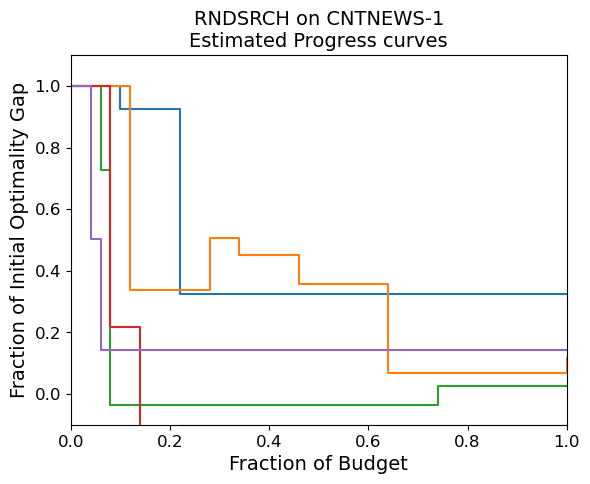 RNDSRCH on CNTNEWS-1
Estimated Progress curves
Fraction of Initial Optimality Gap
1.0
0.8
0.6
0.4
0.2
0.0
0.0 0.2 0.4 0.6 0.8 1.0
Fraction of Budget